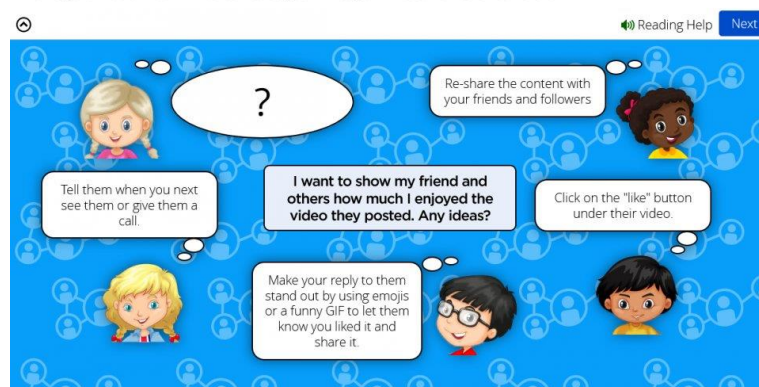 Reading Help
Next
?
Re-share the content with
your friends and followers
Tell them when you next
see them or give them a
call.
I want to show my friend and
others how much I enjoyed the
video they posted. Any ideas?
Click on the "like" button
under their video.
Make your reply to them
stand out by using emojis
or a funny GIF to let them
know you liked it and
share it.